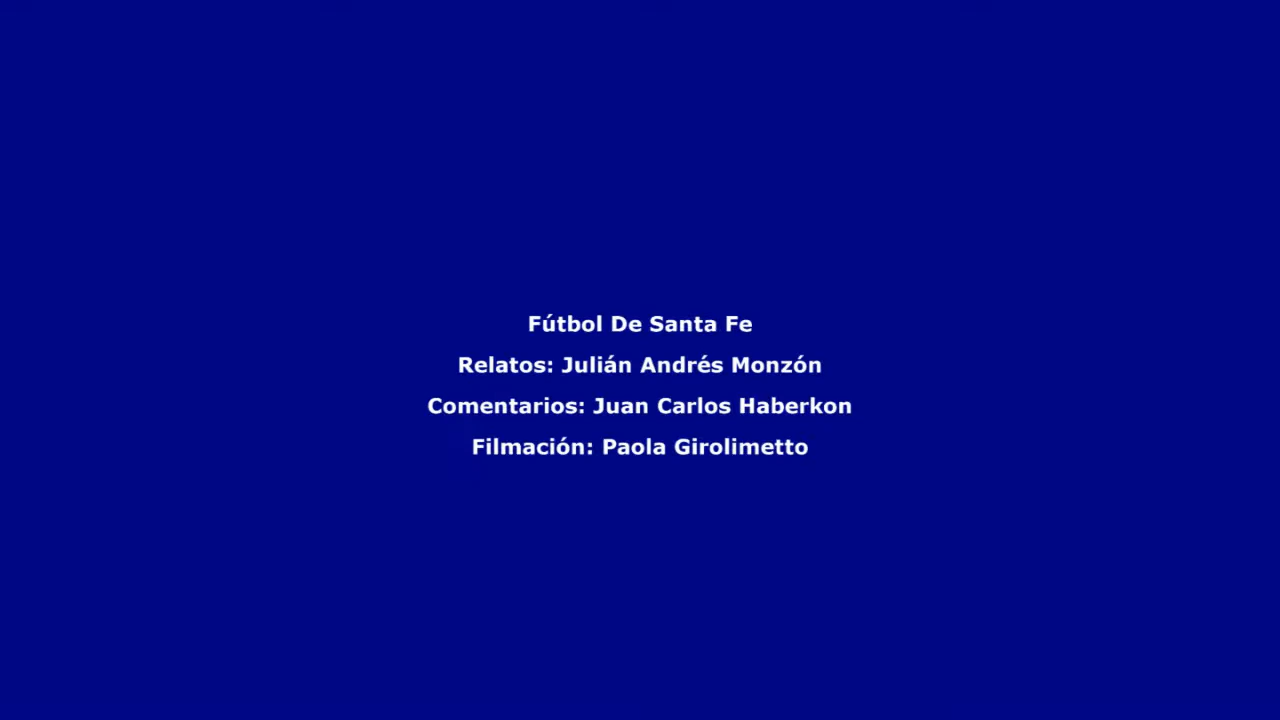 Fútbol De Santa Fe
Relatos: Julián Andrés Monzón
Comentarios: Juan Carlos Haberkon
Filmación: Paola Girolimetto